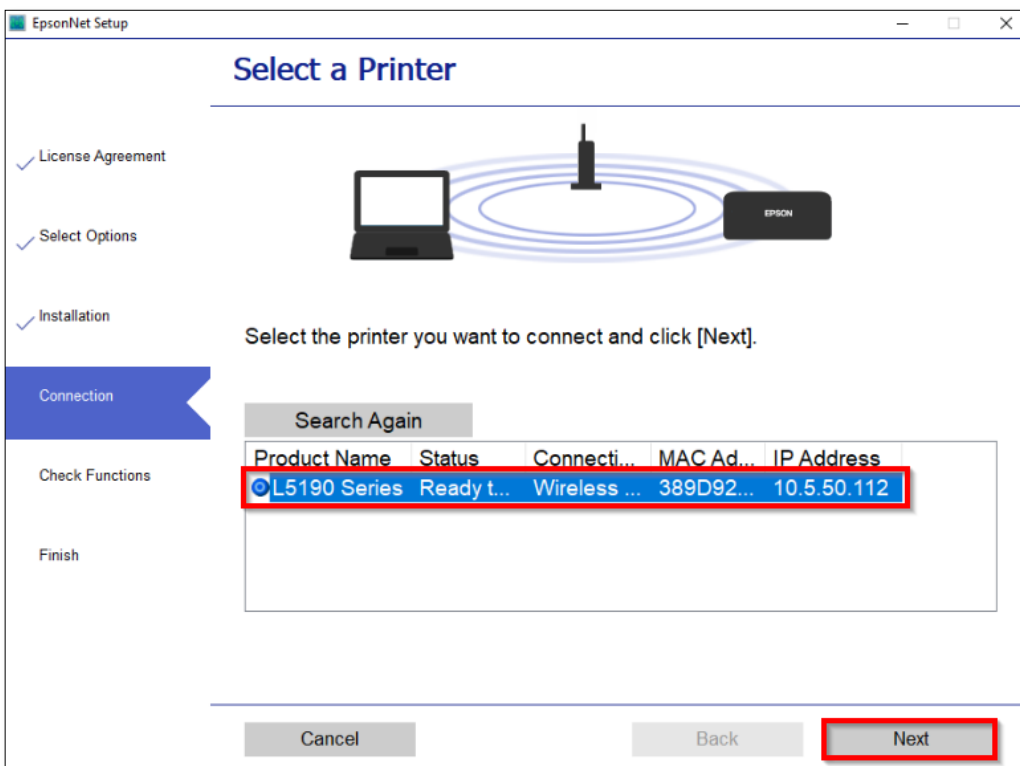 EpsonNet Setup
Select a Printer
License Agreement
Select Options
Installation
Connection
Check Functions
Finish
EPSON
Select the printer you want to connect and click [Next].
Search Again
Product Name Status Connecti... MAC Ad... IP Address
L5190 Series Ready t... Wireless ... 389D92... 10.5.50.112
Cancel Back Next